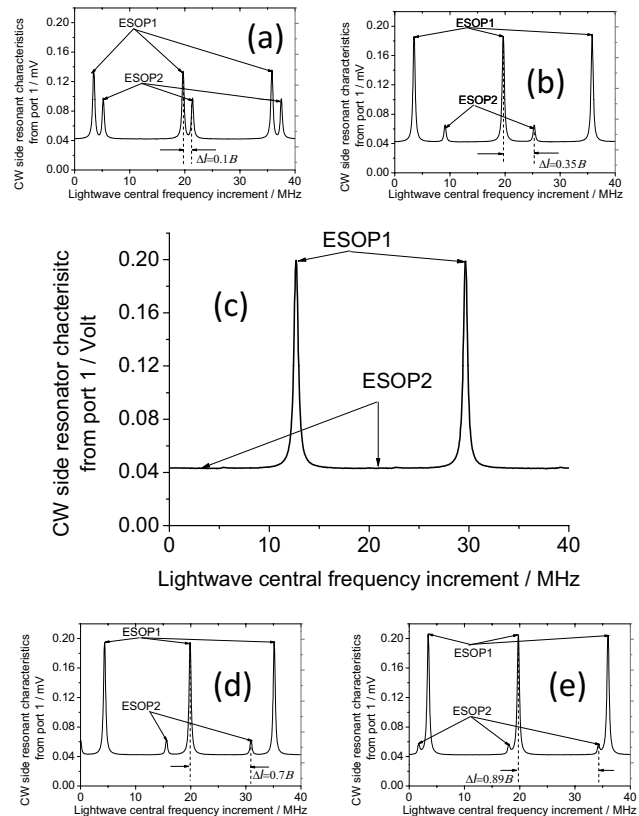 ESOP1
(a)
ESOP2
Δl=0.1B
CW side resonant characteristics
from port 1 / mV
0.20
0.16
0.12
0.08
0.04
0.00
0 10 20 30 40
Lightwave central frequency increment / MHz
ESOP1
(b)
ESOP2
Δl=0.35B
CW side resonant characteristics
from port 1 / mV
0.20
0.16
0.12
0.08
0.04
0.00
0 10 20 30 40
Lightwave central frequency increment / MHz
ESOP1
(c)
ESOP2
CW side resonator chacterisitc
from port 1 / Volt
0.20
0.16
0.12
0.08
0.04
0.00
0 10 20 30 40
Lightwave central frequency increment / MHz
ESOP1
(d)
ESOP2
Δl=0.7B
CW side resonant characteristics
from port 1 / mV
0.20
0.16
0.12
0.08
0.04
0.00
0 10 20 30 40
Lightwave central frequency increment / MHz
ESOP1
(e)
ESOP2
Δl=0.89B
CW side resonant characteristics
from port 1 / mV
0.20
0.16
0.12
0.08
0.04
0.00
0 10 20 30 40
Lightwave central frequency increment / MHz